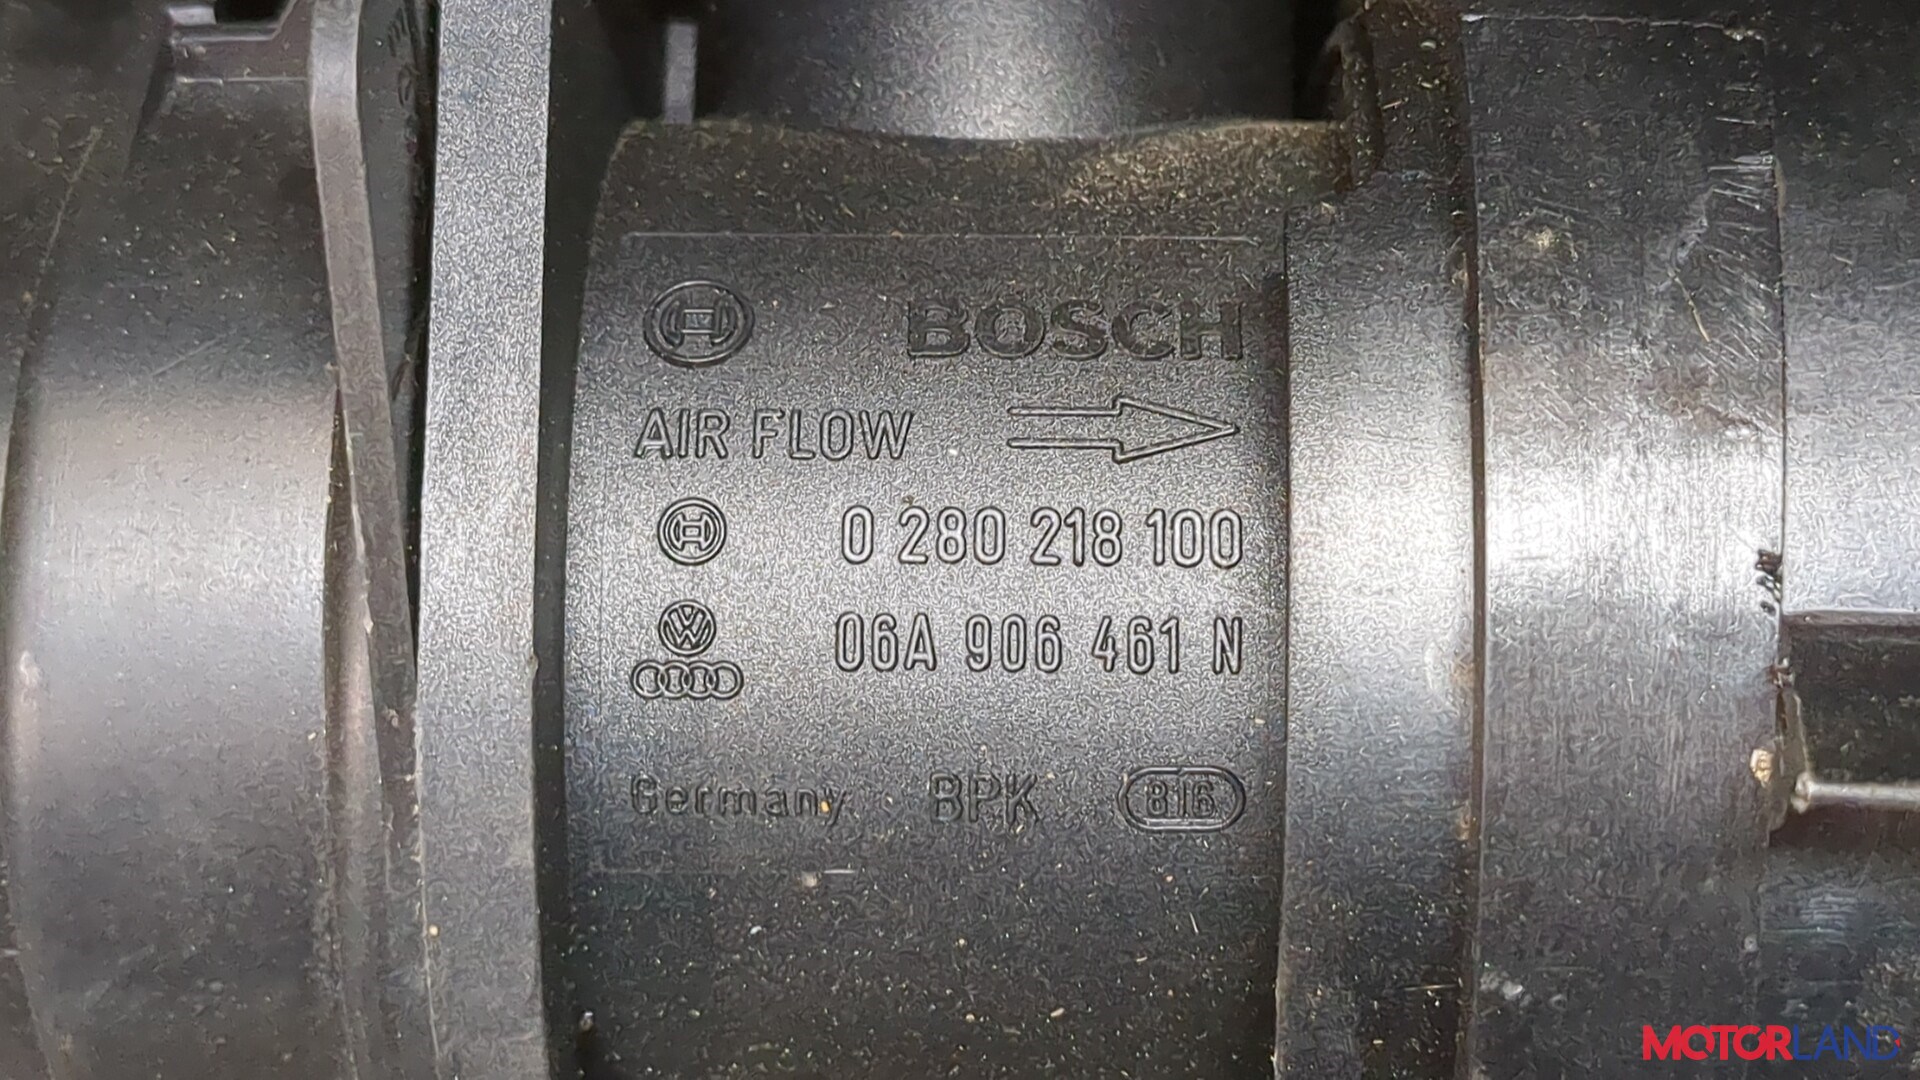 BOSCH
AIR FLOW
0 280 218 100
06A 906 461 N
Germany BPK 816
MOTORLAND